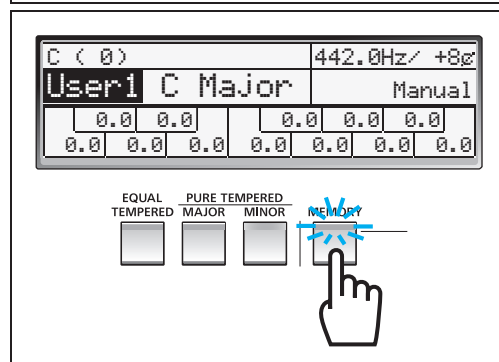 C ( 0) 442.0Hz/ +8¢
User1 C Major Manual
0.0 0.0 0.0 0.0 0.0
0.0 0.0 0.0 0.0 0.0 0.0 0.0
EQUAL PURE TEMPERED
TEMPERED MAJOR MINOR MEMORY